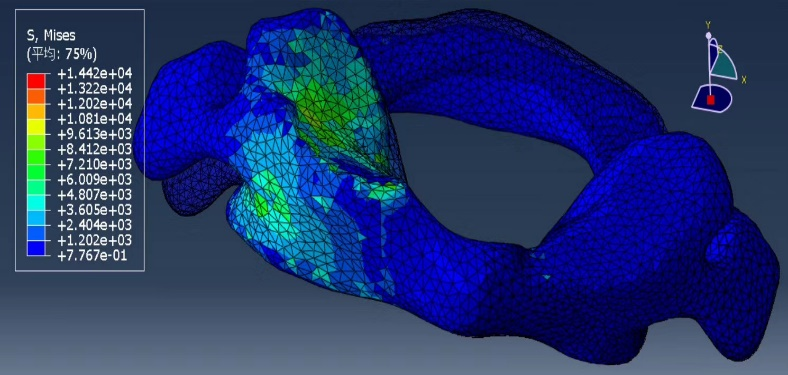 S, Mises
(平均: 75%)
+1.442e+04
+1.322e+04
+1.202e+04
+1.081e+04
+9.613e+03
+8.412e+03
+7.210e+03
+6.009e+03
+4.807e+03
+3.605e+03
+2.404e+03
+1.202e+03
+7.767e-01
Y
X